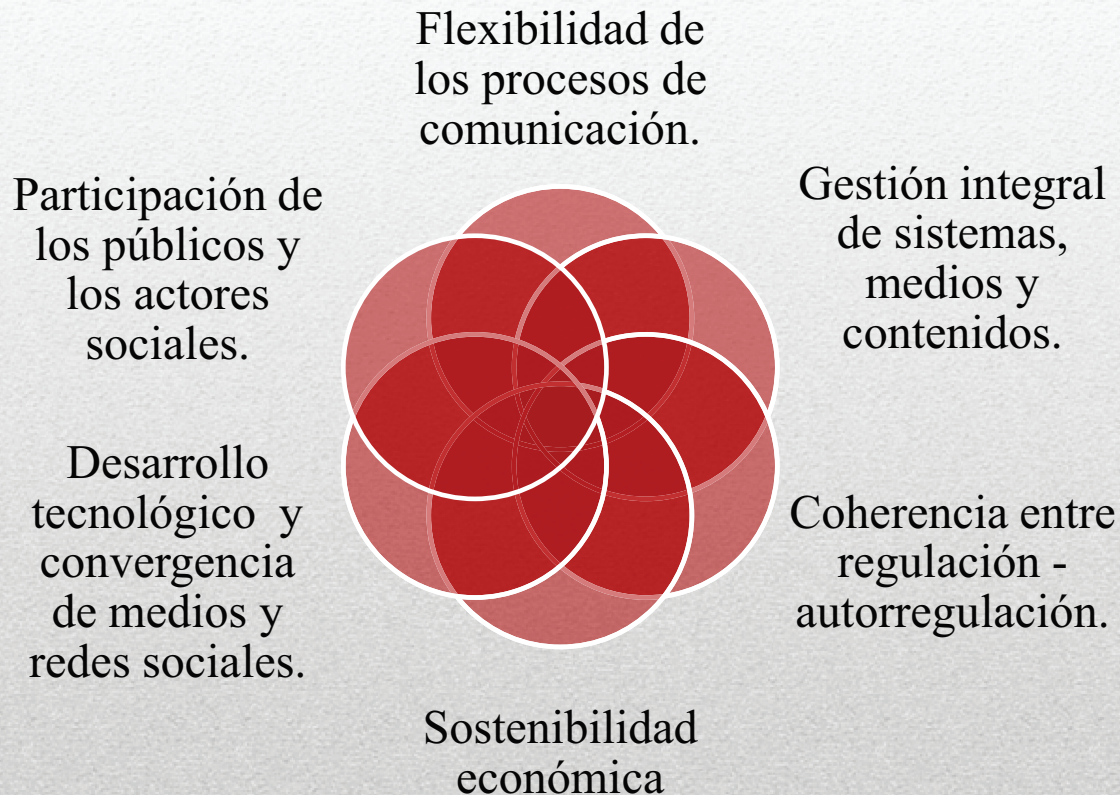 Flexibilidad de
los procesos de
comunicación.
Gestión integral
de sistemas,
medios y
contenidos.
Coherencia entre
regulación -
autorregulación.
Sostenibilidad
económica
Desarrollo
tecnológico y
convergencia
de medios y
redes sociales.
Participación de
los públicos y
los actores
sociales.